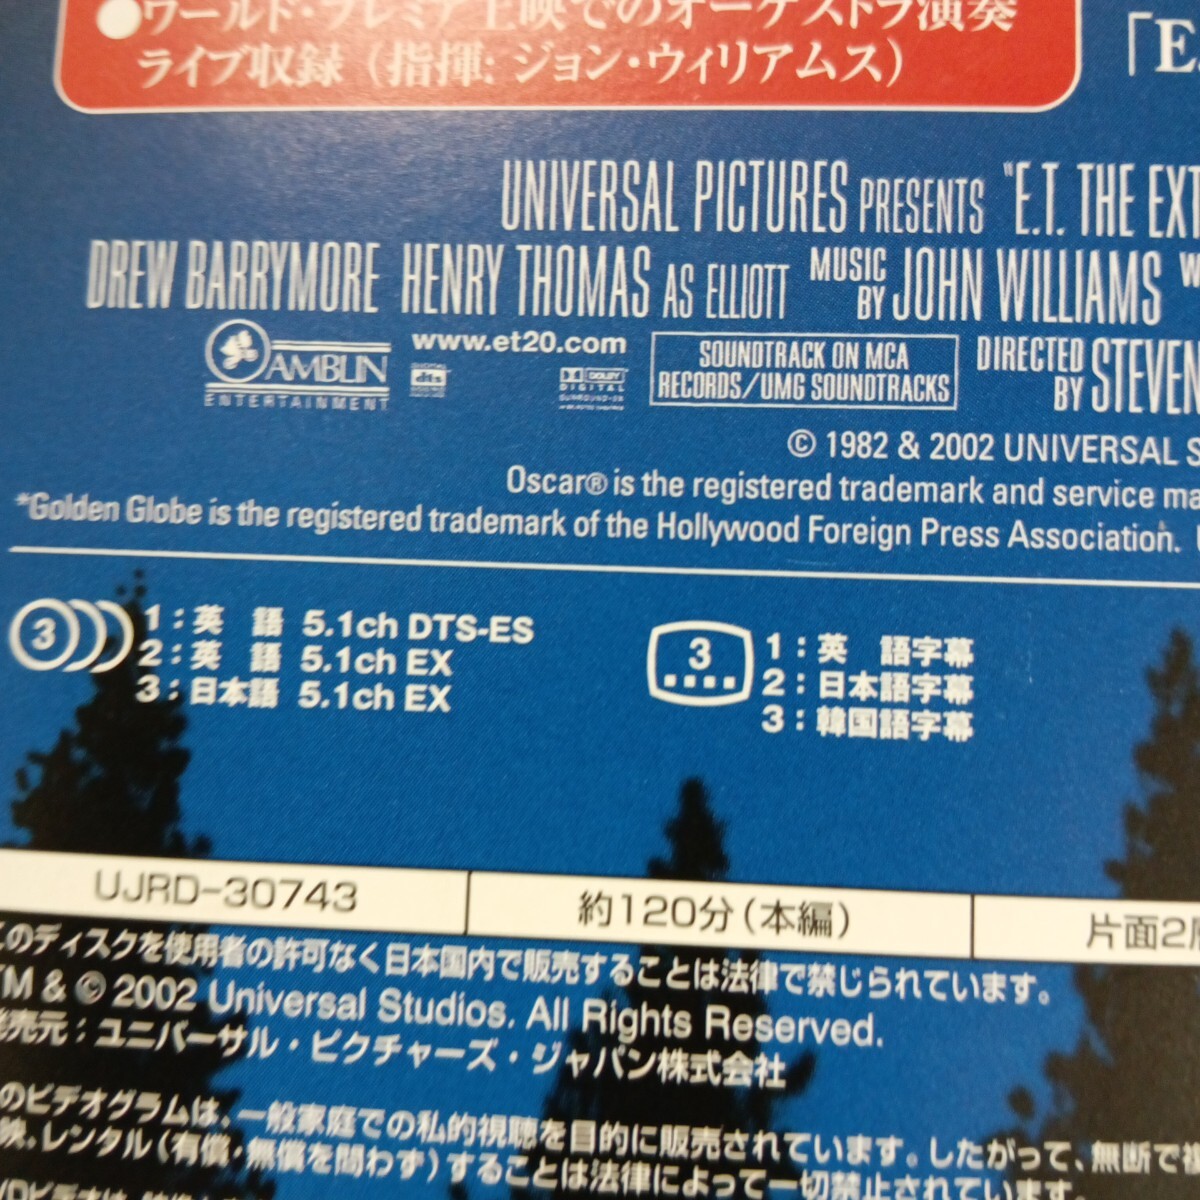 ●ワールド・プレミア上映でのオーケストラ演奏
ライブ収録（指揮: ジョン・ウィリアムス）
「E.
UNIVERSAL PICTURES PRESENTS "E.T. THE EXT
DREW BARRYMORE HENRY THOMAS AS ELLIOTT MUSIC BY JOHN WILLIAMS
AMBLIN
ENTERTAINMENT
www.et20.com
dts
DOLBY
DIGITAL
SOUNDTRACK ON MCA
RECORDS/UMG SOUNDTRACKS
DIRECTED BY STEVEN
© 1982 & 2002 UNIVERSAL S
Oscar® is the registered trademark and service ma
*Golden Globe is the registered trademark of the Hollywood Foreign Press Association.
3
1：英　語 5.1ch DTS-ES
2：英　語 5.1ch EX
3：日本語 5.1ch EX
3
1：英　語字幕
2：日本語字幕
3：韓国語字幕
UJRD-30743
約120分（本編）
片面2層
このディスクを使用者の許可なく日本国内で販売することは法律で禁じられています。
TM & © 2002 Universal Studios. All Rights Reserved.
発売元：ユニバーサル・ピクチャーズ・ジャパン株式会社
のビデオグラムは、一般家庭での私的視聴を目的に販売されています。したがって、無断で複
映、レンタル（有償・無償を問わず）することは法律によって一切禁止されています。